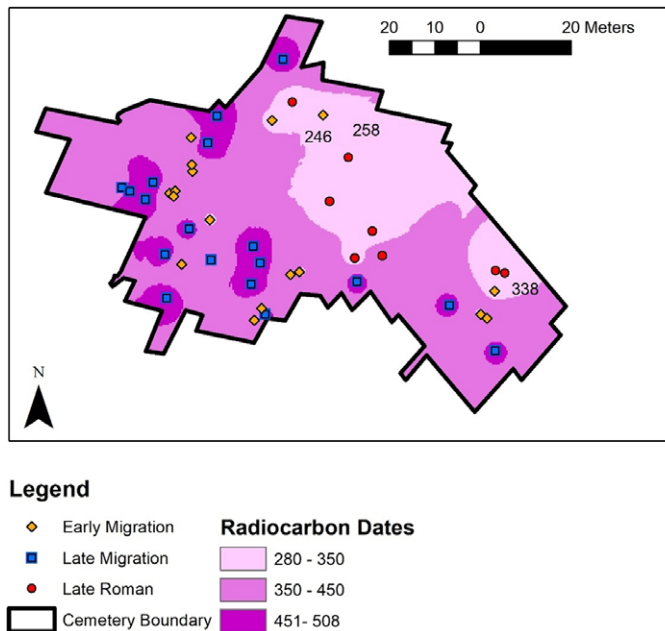 20 10 0 20 Meters
246
258
338
N
Legend
Early Migration
Late Migration
Late Roman
Cemetery Boundary
Radiocarbon Dates
280 - 350
350 - 450
451- 508